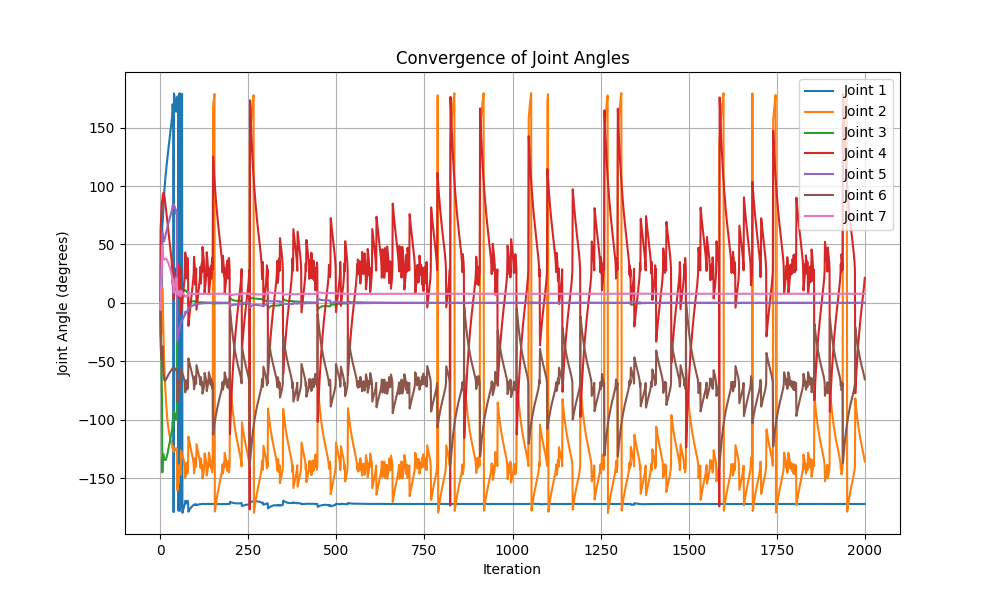 Convergence of Joint Angles
Joint Angle (degrees)
150
100
50
0
−50
−100
−150
0
250
500
750
1000
1250
1500
1750
2000
Iteration
Joint 1
Joint 2
Joint 3
Joint 4
Joint 5
Joint 6
Joint 7